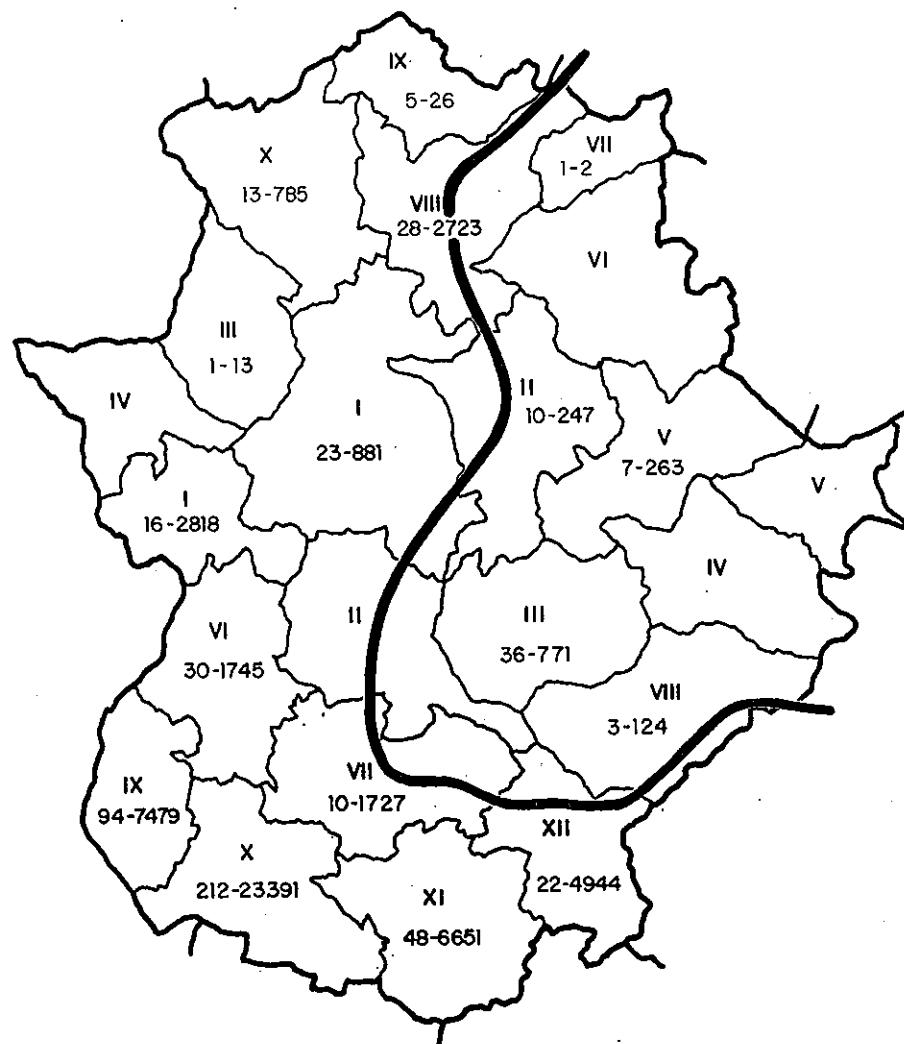 IX
5-26
VII
1-2
X
13-785
VIII
28-2723
VI
III
1-13
IV
I
23-881
II
10-247
V
7-263
V
I
16-2818
IV
II
III
36-771
VI
30-1745
VIII
3-124
VII
10-1727
IX
94-7479
XII
22-4944
X
212-23391
XI
48-6651